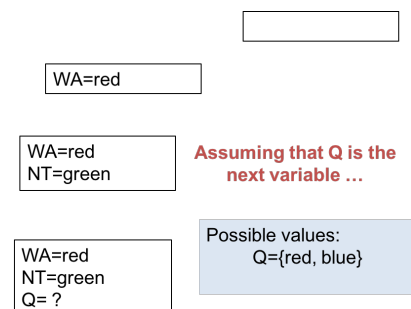 WA=red
WA=red
NT=green
Assuming that Q is the
next variable …
Possible values:
Q={red, blue}
WA=red
NT=green
Q= ?